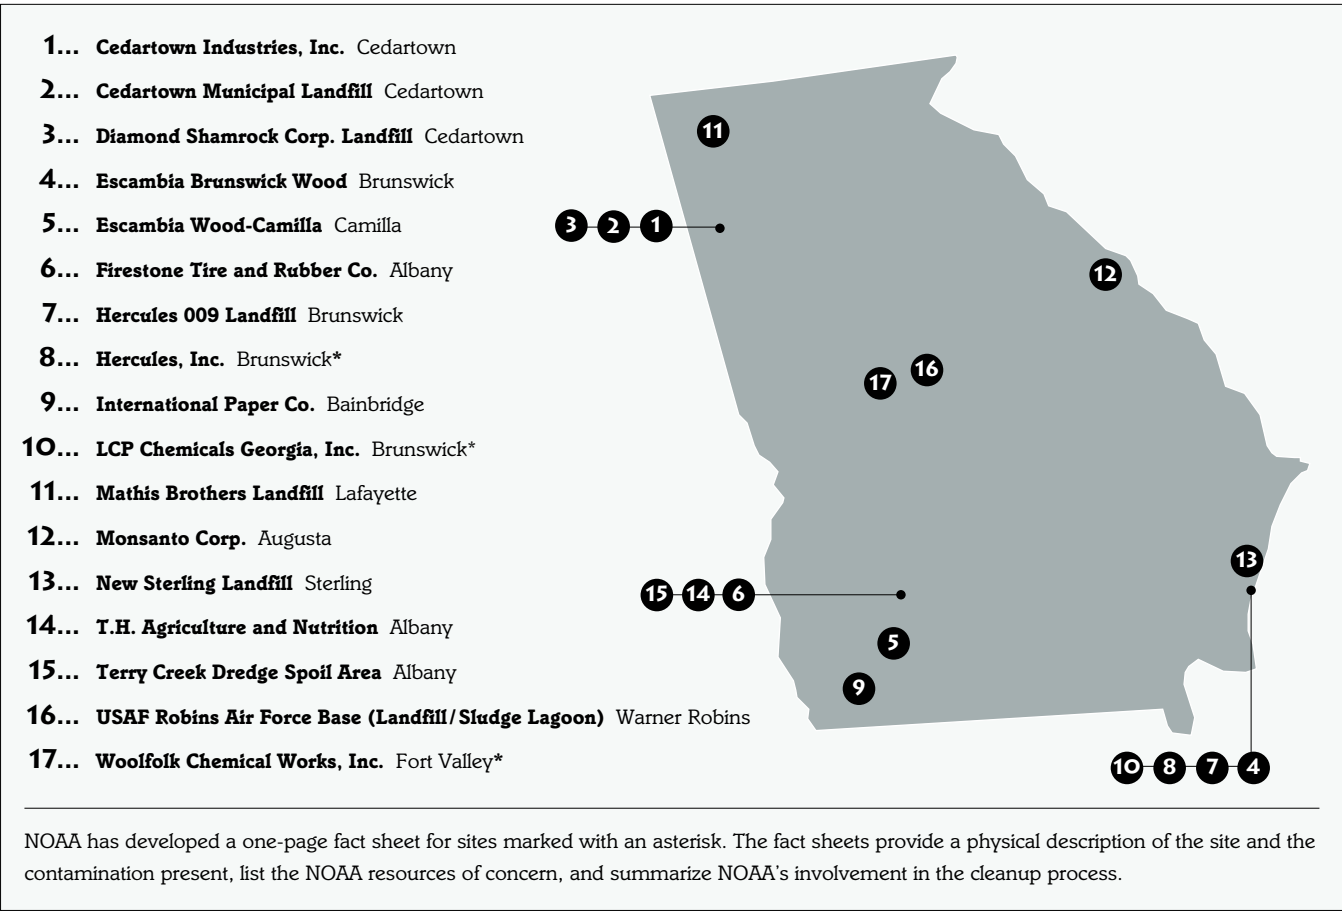 1... Cedartown Industries, Inc. Cedartown
2... Cedartown Municipal Landfill Cedartown
3... Diamond Shamrock Corp. Landfill Cedartown
4... Escambia Brunswick Wood Brunswick
5... Escambia Wood-Camilla Camilla
6... Firestone Tire and Rubber Co. Albany
7... Hercules 009 Landfill Brunswick
8... Hercules, Inc. Brunswick*
9... International Paper Co. Bainbridge
10... LCP Chemicals Georgia, Inc. Brunswick*
11... Mathis Brothers Landfill Lafayette
12... Monsanto Corp. Augusta
13... New Sterling Landfill Sterling
14... T.H. Agriculture and Nutrition Albany
15... Terry Creek Dredge Spoil Area Albany
16... USAF Robins Air Force Base (Landfill/Sludge Lagoon) Warner Robins
17... Woolfolk Chemical Works, Inc. Fort Valley*
11
3 2 1
12
17 16
13
15 14 6
5
9
10 8 7 4
NOAA has developed a one-page fact sheet for sites marked with an asterisk. The fact sheets provide a physical description of the site and the
contamination present, list the NOAA resources of concern, and summarize NOAA's involvement in the cleanup process.